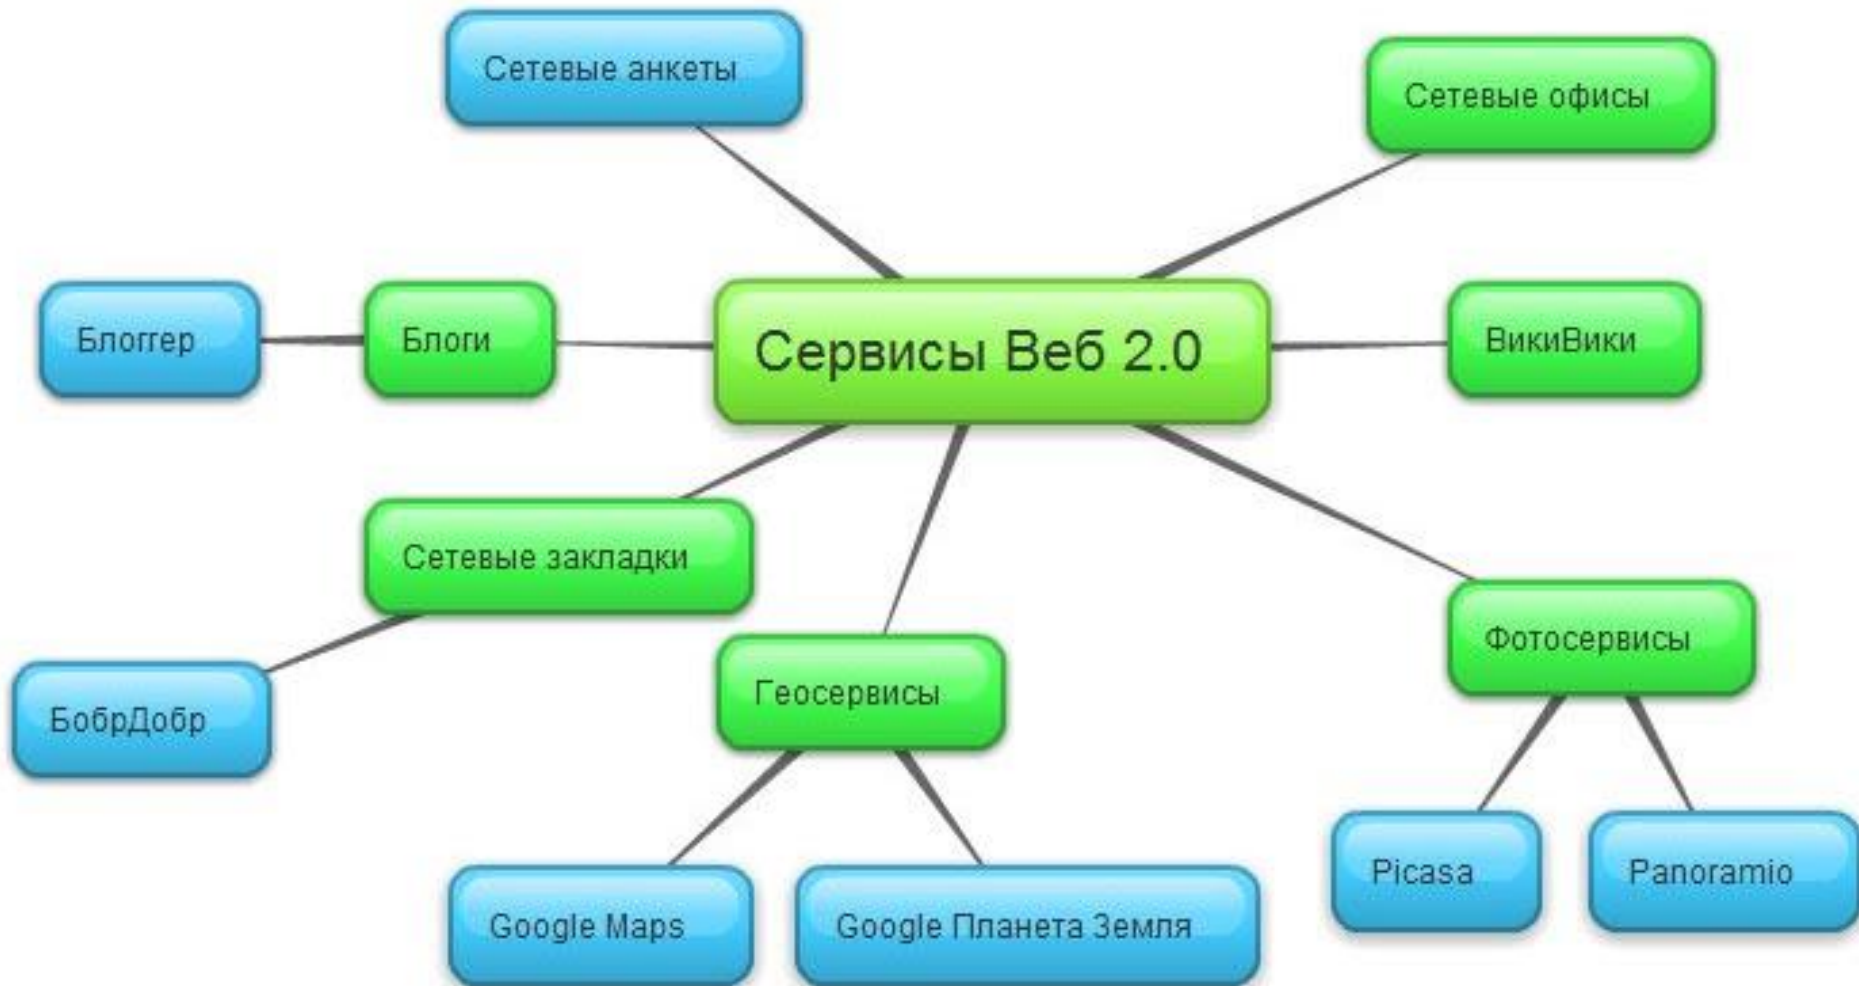 Сетевые анкеты
Сетевые офисы
Блоггер
Блоги
Сервисы Веб 2.0
ВикиВики
Сетевые закладки
Фотосервисы
Геосервисы
БобрДобр
Picasa
Panoramio
Google Maps
Google Планета Земля